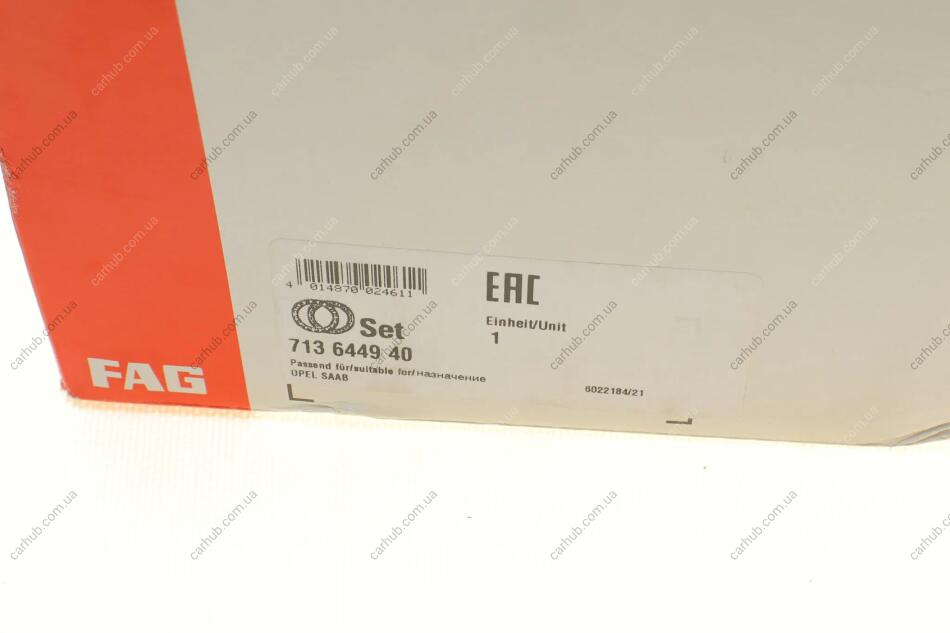 FAG
4 014870 024611
EAC
Set
Einheit/Unit
1
713 6449 40
Passend für/suitable for/назначение
OPEL SAAB
6022184/21
carhub.com.ua